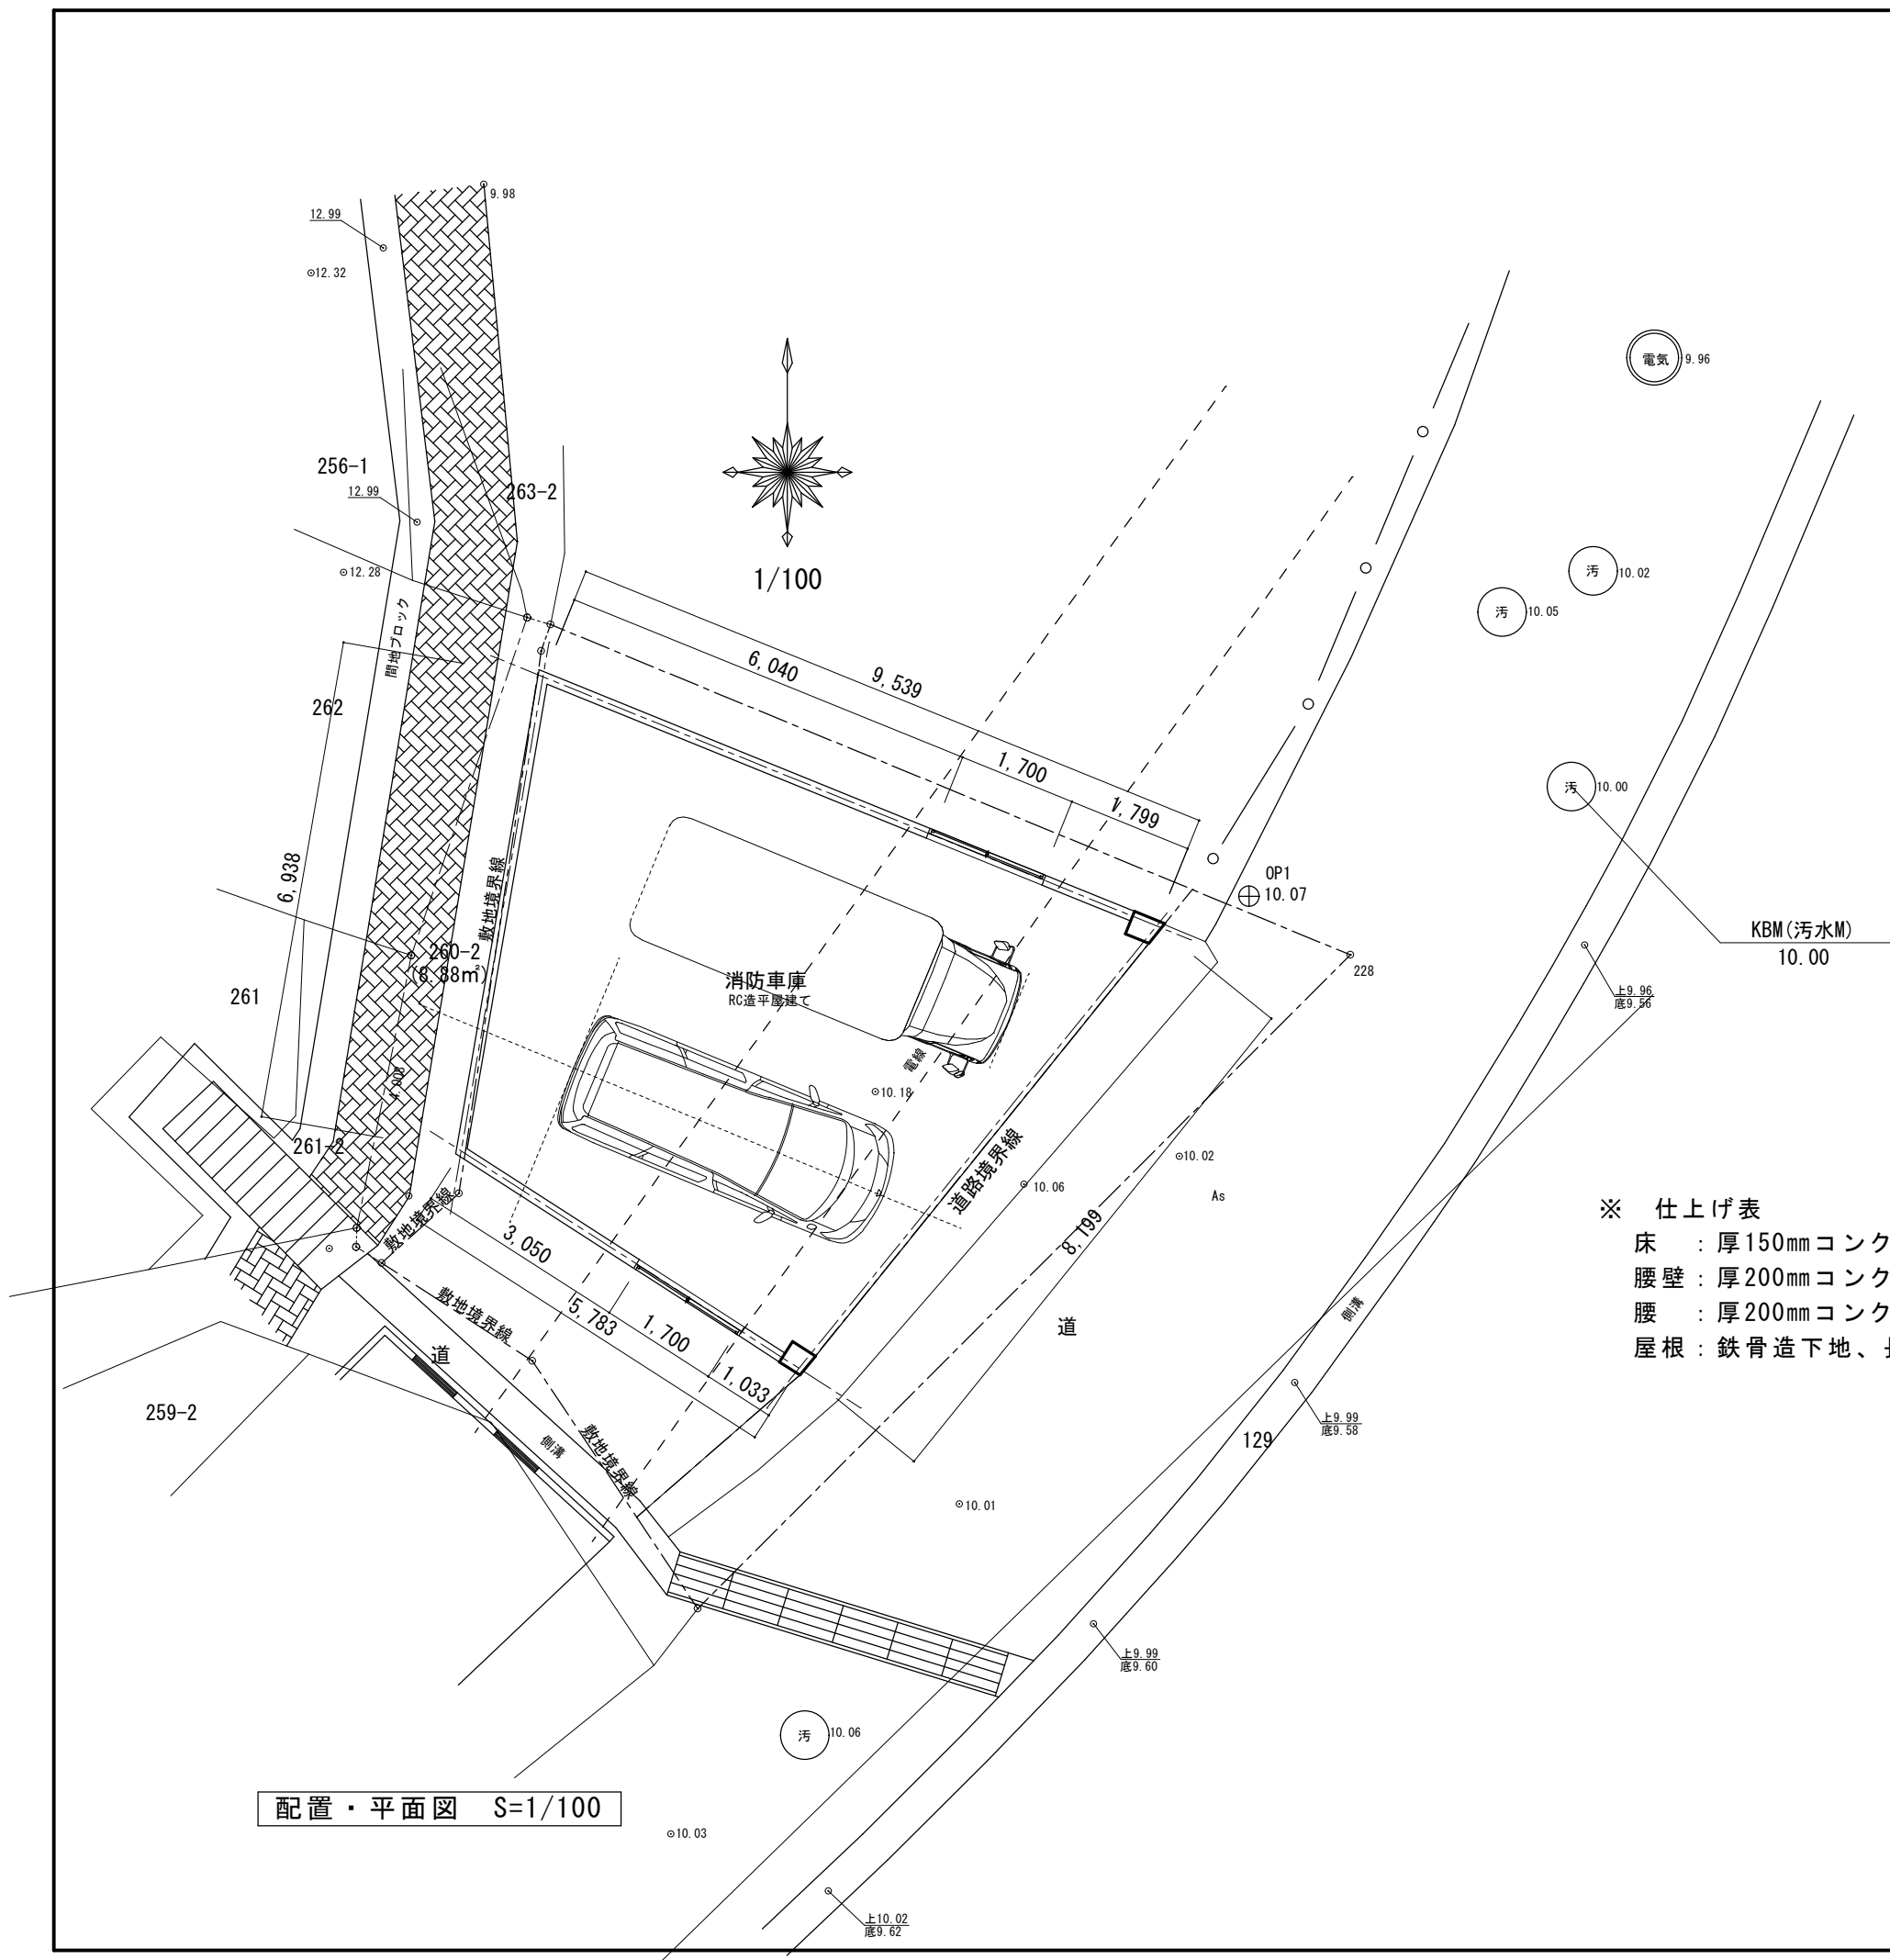 9.98
12.99
⊙12.32
電気
9.96
256-1
12.99
263-2
⊙12.28
1/100
汚
10.02
汚
10.05
間地ブロック
262
6,040
9,539
1,700
1,799
汚
10.00
6,938
敷地境界線
OP1
10.07
260-2
(8.88㎡)
KBM(汚水M)
10.00
228
261
消防車庫
RC造平屋建て
上9.96
底9.56
電線
⊙10.18
4,908
261-2
道路境界線
⊙10.02
10.06
As
敷地境界線
3,050
8,199
※ 仕上げ表
床 :厚150㎜コンク
腰壁:厚200㎜コンク
腰 :厚200㎜コンク
屋根:鉄骨造下地、
敷地境界線
5,783
1,700
1,033
側溝
道
道
259-2
側溝
敷地境界線
上9.99
底9.58
129
⊙10.01
上9.99
底9.60
汚
10.06
配置・平面図 S=1/100
⊙10.03
上10.02
底9.62